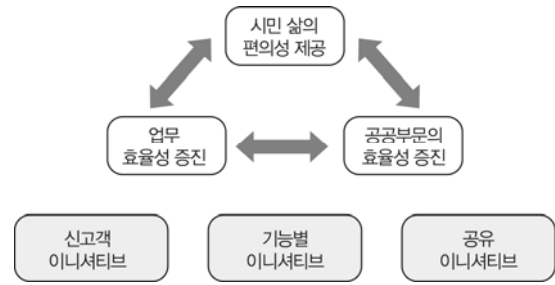 시민 삶의
편의성 제공
업무
효율성 증진
공공부문의
효율성 증진
신고객
이니셔티브
기능별
이니셔티브
공유
이니셔티브